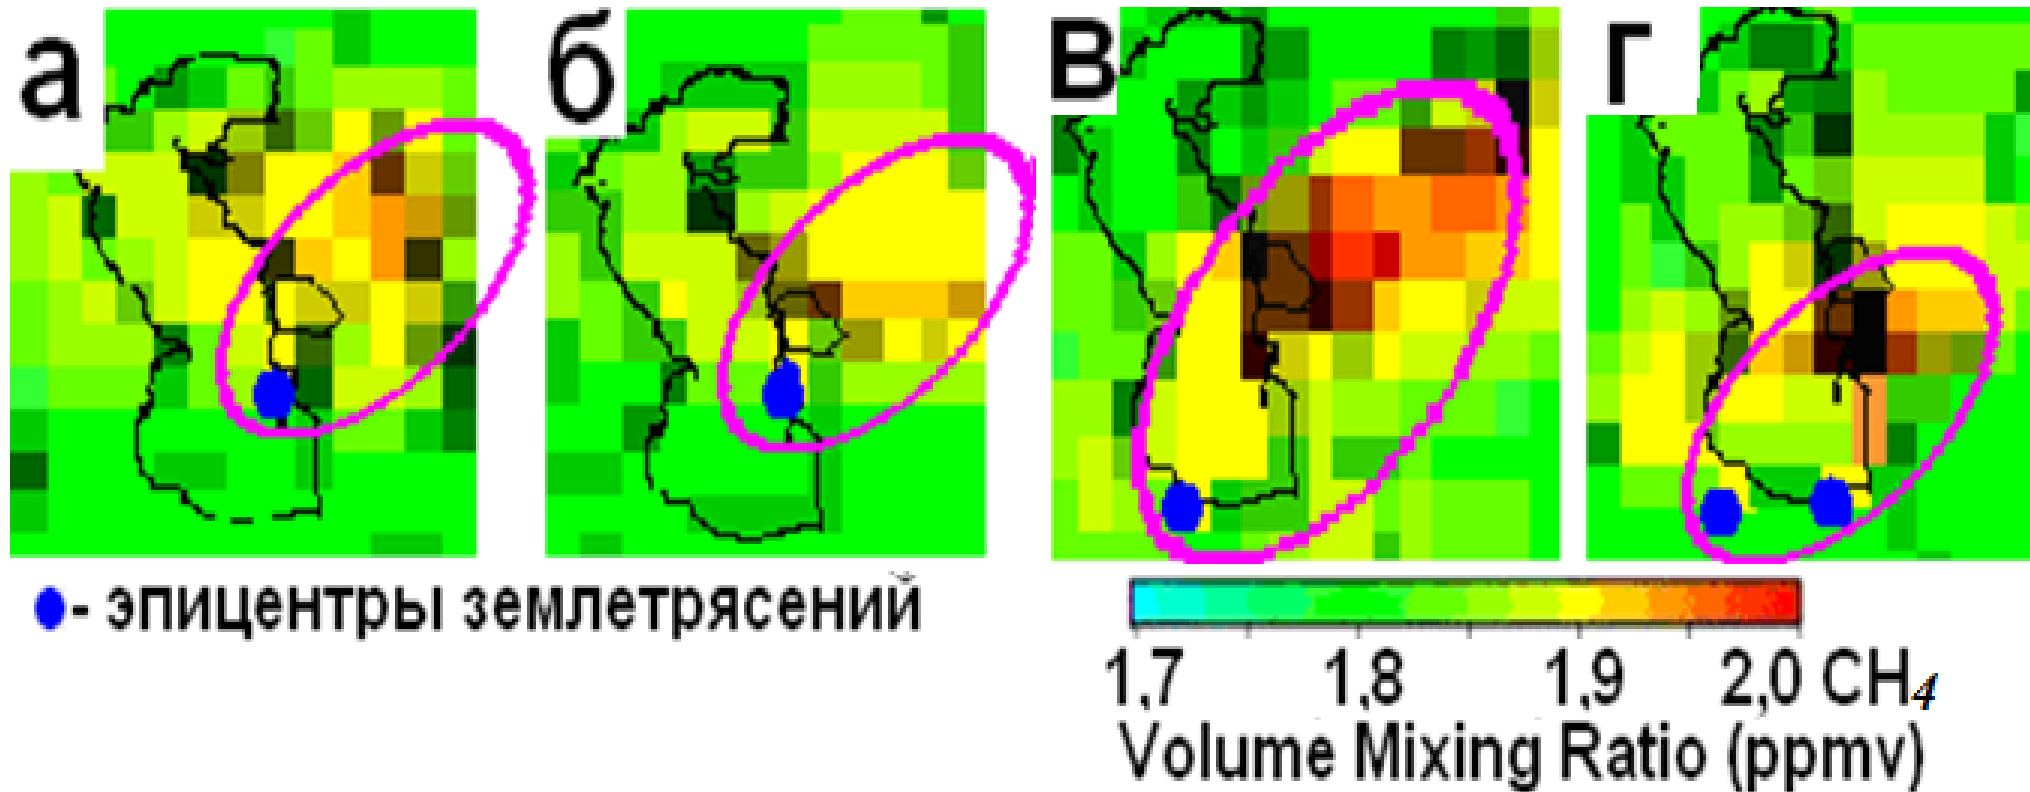 а б в г
- эпицентры землетрясений
1,7 1,8 1,9 2,0 CH4
Volume Mixing Ratio (ppmv)